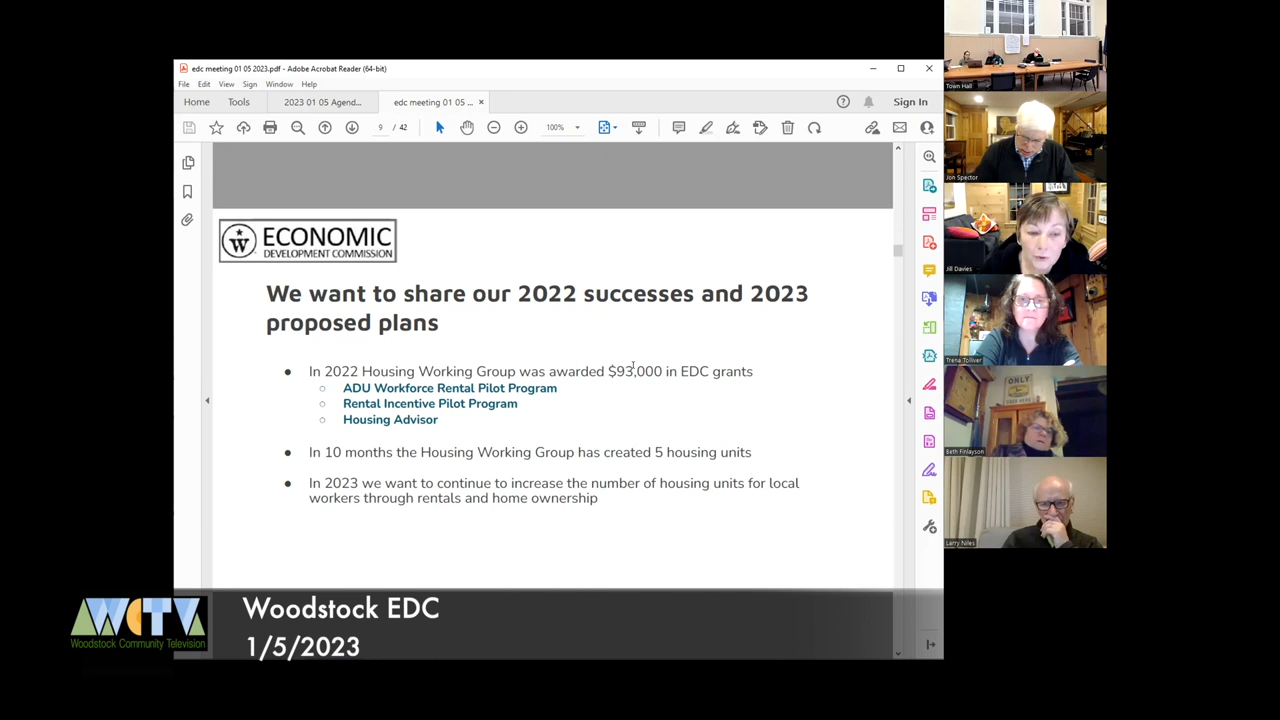 edc meeting 01 05 2023.pdf - Adobe Acrobat Reader (64-bit)
File Edit View Sign Window Help
Home Tools 2023 01 05 Agend... edc meeting 01 05 ... × Sign In
9 / 42 100%
W ECONOMIC
DEVELOPMENT COMMISSION
We want to share our 2022 successes and 2023
proposed plans
● In 2022 Housing Working Group was awarded $93,000 in EDC grants
○ ADU Workforce Rental Pilot Program
○ Rental Incentive Pilot Program
○ Housing Advisor
● In 10 months the Housing Working Group has created 5 housing units
● In 2023 we want to continue to increase the number of housing units for local
workers through rentals and home ownership
Town Hall
Jon Spector
Jill Davies
Trena Tolliver
ONLY
Beth Finlayson
Larry Niles
WCTV
Woodstock Community Television
Woodstock EDC
1/5/2023